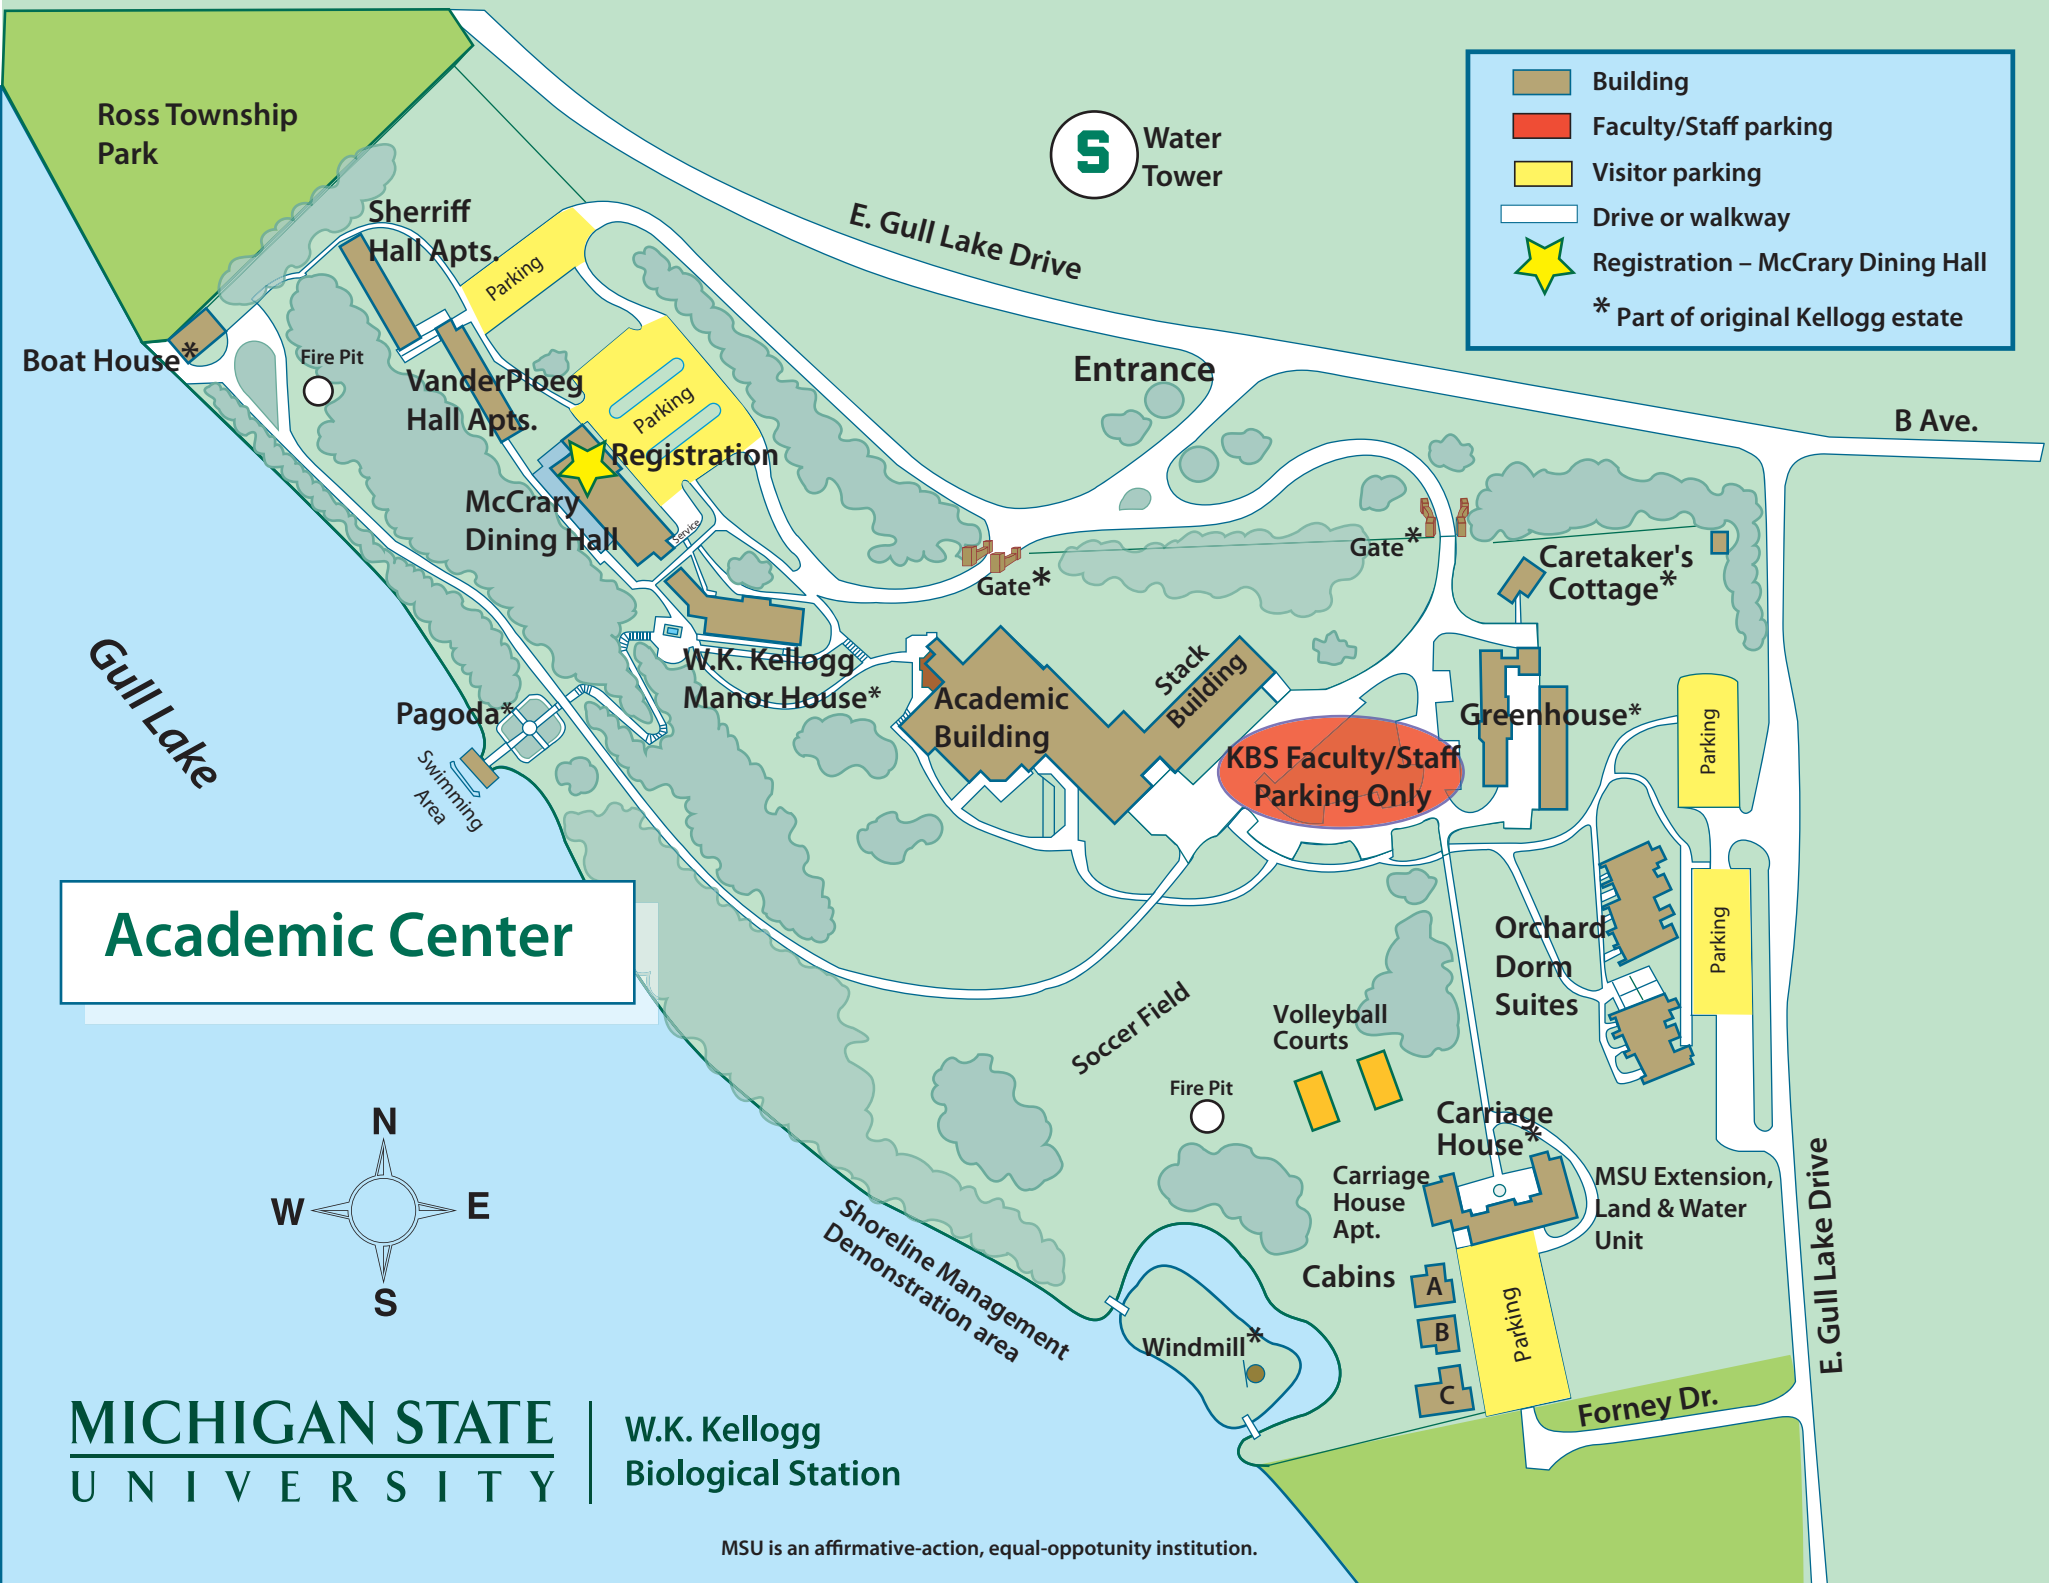 Building
Faculty/Staff parking
Visitor parking
Drive or walkway
Registration – McCrary Dining Hall
* Part of original Kellogg estate
Ross Township
Park
S
Water
Tower
E. Gull Lake Drive
Sherriff
Hall Apts.
Parking
Boat House*
Fire Pit
VanderPloeg
Hall Apts.
Parking
Entrance
B Ave.
Registration
McCrary
Dining Hall
Service
Gate*
Gate*
Caretaker's
Cottage*
W.K. Kellogg
Manor House*
Gull Lake
Pagoda*
Swimming
Area
Academic
Building
Stack
Building
Greenhouse*
Parking
KBS Faculty/Staff
Parking Only
Academic Center
Orchard
Dorm
Suites
Parking
Soccer Field
Volleyball
Courts
Fire Pit
Carriage
House*
Carriage
House
Apt.
MSU Extension,
Land & Water
Unit
N
W
E
S
Shoreline Management
Demonstration area
Cabins
A
B
C
Parking
Windmill*
E. Gull Lake Drive
Forney Dr.
MICHIGAN STATE
UNIVERSITY
W.K. Kellogg
Biological Station
MSU is an affirmative-action, equal-oppotunity institution.